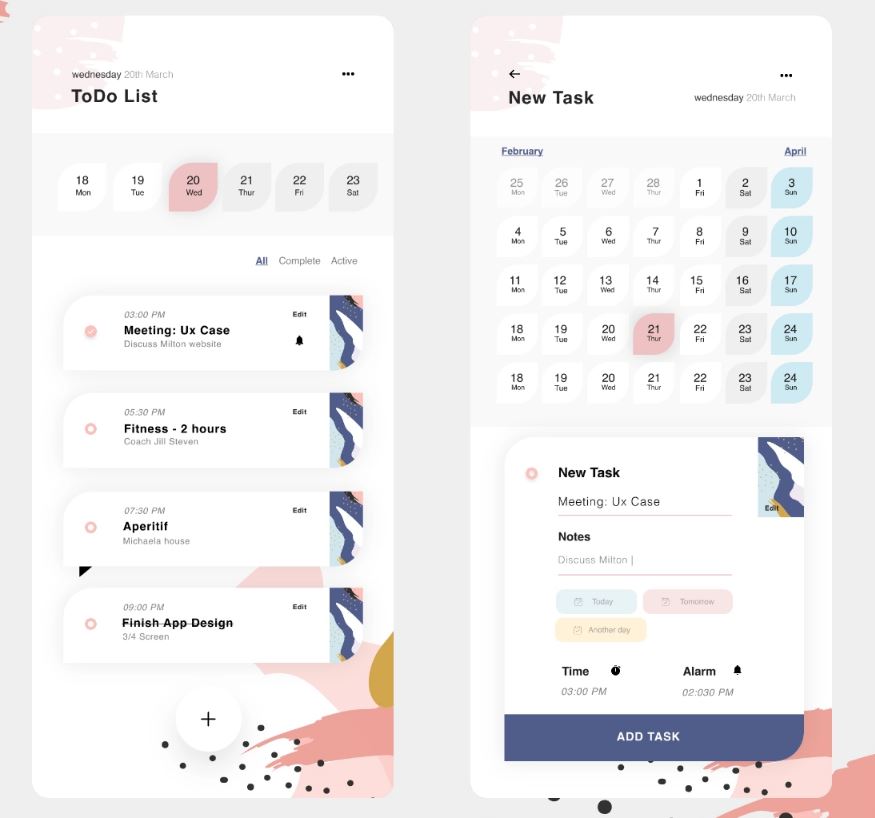 wednesday 20th March
ToDo List
18 19 20 21 22 23
Mon Tue Wed Thur Fri Sat
All Complete Active
03:00 PM Edit
Meeting: Ux Case
Discuss Milton website
05:30 PM Edit
Fitness - 2 hours
Coach Jill Steven
07:30 PM Edit
Aperitif
Michaela house
09:00 PM Edit
Finish App Design
3/4 Screen
+
New Task
wednesday 20th March
February April
25 26 27 28 1 2 3
Mon Tue Wed Thur Fri Sat Sun
4 5 6 7 8 9 10
Mon Tue Wed Thur Fri Sat Sun
11 12 13 14 15 16 17
Mon Tue Wed Thur Fri Sat Sun
18 19 20 21 22 23 24
Mon Tue Wed Thur Fri Sat Sun
18 19 20 21 22 23 24
Mon Tue Wed Thur Fri Sat Sun
New Task
Meeting: Ux Case
Edit
Notes
Discuss Milton |
Today Tomorrow
Another day
Time Alarm
03:00 PM 02:030 PM
ADD TASK